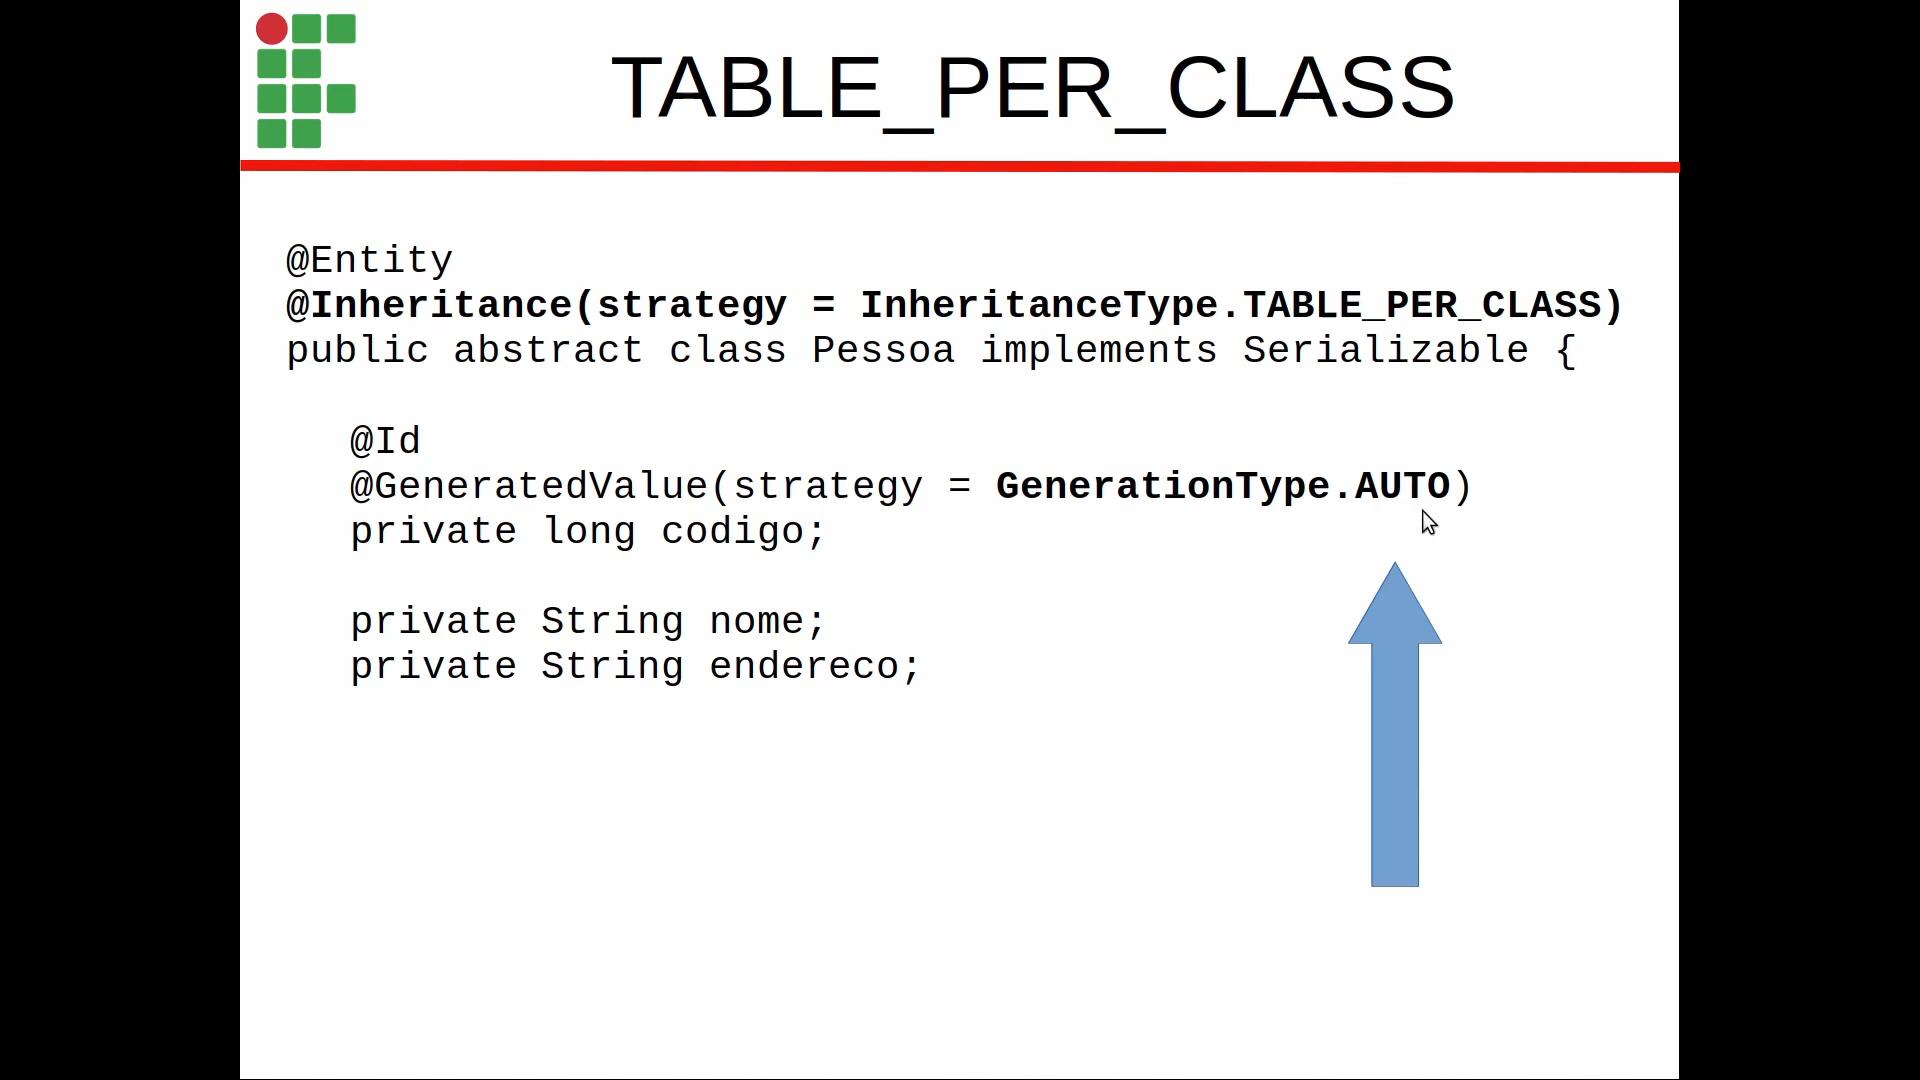 TABLE_PER_CLASS
@Entity
@Inheritance(strategy = InheritanceType.TABLE_PER_CLASS)
public abstract class Pessoa implements Serializable {
@Id
@GeneratedValue(strategy = GenerationType.AUTO)
private long codigo;
private String nome;
private String endereco;